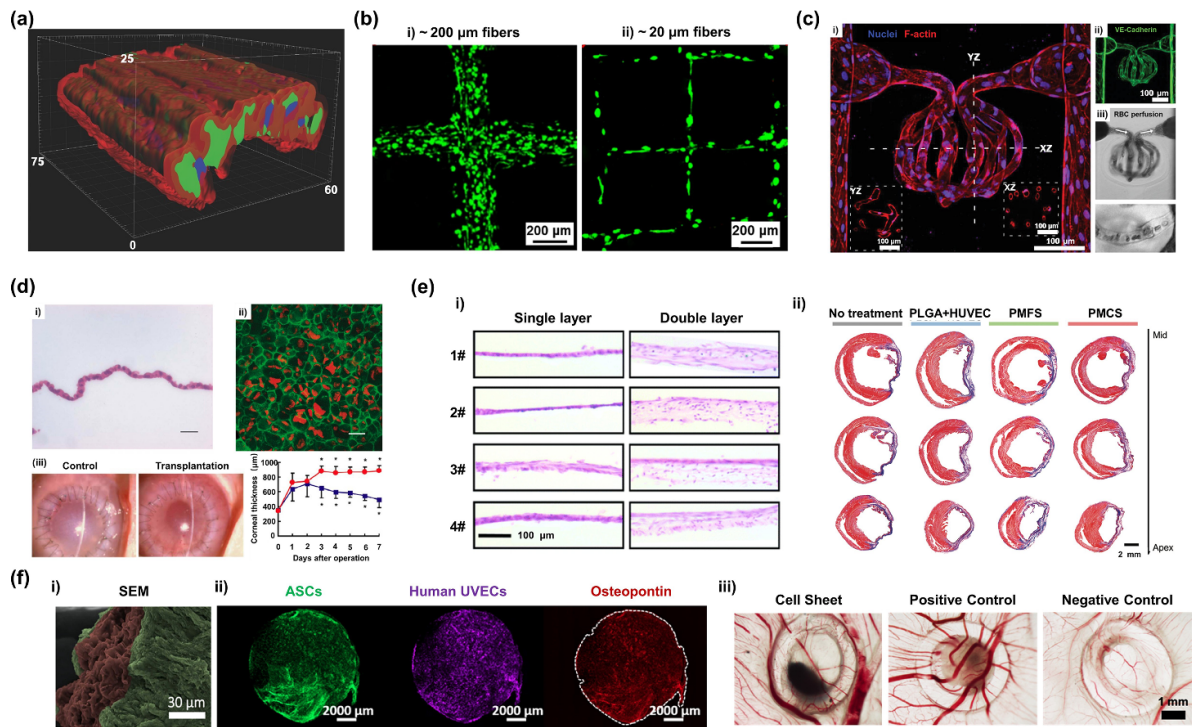 (a)
25
75
60
0
(b)
i) ~ 200 µm fibers
ii) ~ 20 µm fibers
200 µm
200 µm
(c)
i)
Nuclei F-actin
YZ
XZ
YZ
100 µm
XZ
100 µm
100 µm
ii)
VE-Cadherin
100 µm
iii)
RBC perfusion
(d)
i)
ii)
(iii)
Control
Transplantation
Corneal thickness (µm)
1000
800
600
400
200
0 1 2 3 4 5 6 7
* * * * *
* * * * *
Days after operation
(e)
i)
Single layer
Double layer
1#
2#
3#
4#
100 µm
ii)
No treatment
PLGA+HUVEC
PMFS
PMCS
Mid
Apex
2 mm
(f)
i)
SEM
30 µm
ii)
ASCs
Human UVECs
Osteopontin
2000 µm
2000 µm
2000 µm
iii)
Cell Sheet
Positive Control
Negative Control
1 mm